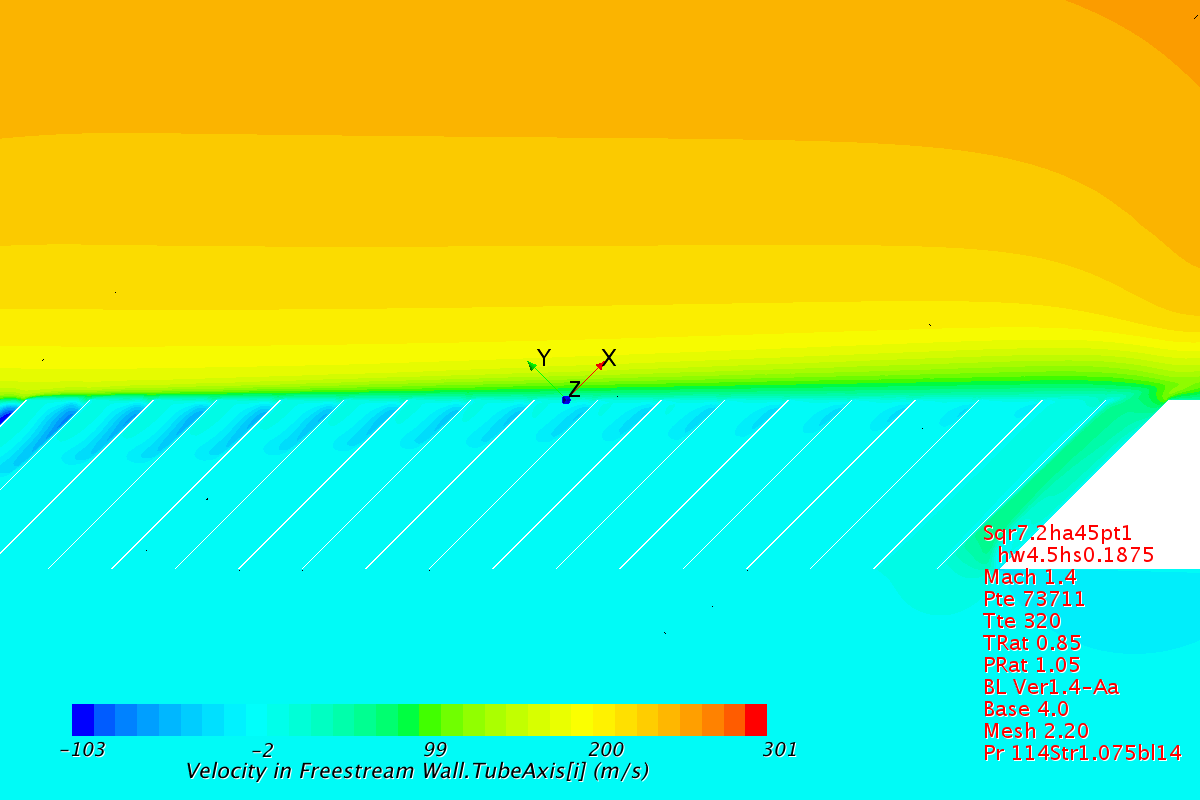 Y X
Z
Sqr7.2ha45pt1
hw4.5hs0.1875
Mach 1.4
Pte 73711
Tte 320
TRat 0.85
PRat 1.05
BL Ver1.4-Aa
Base 4.0
Mesh 2.20
Pr 114Str1.075bl14
-103 -2 99 200 301
Velocity in Freestream Wall.TubeAxis[i] (m/s)